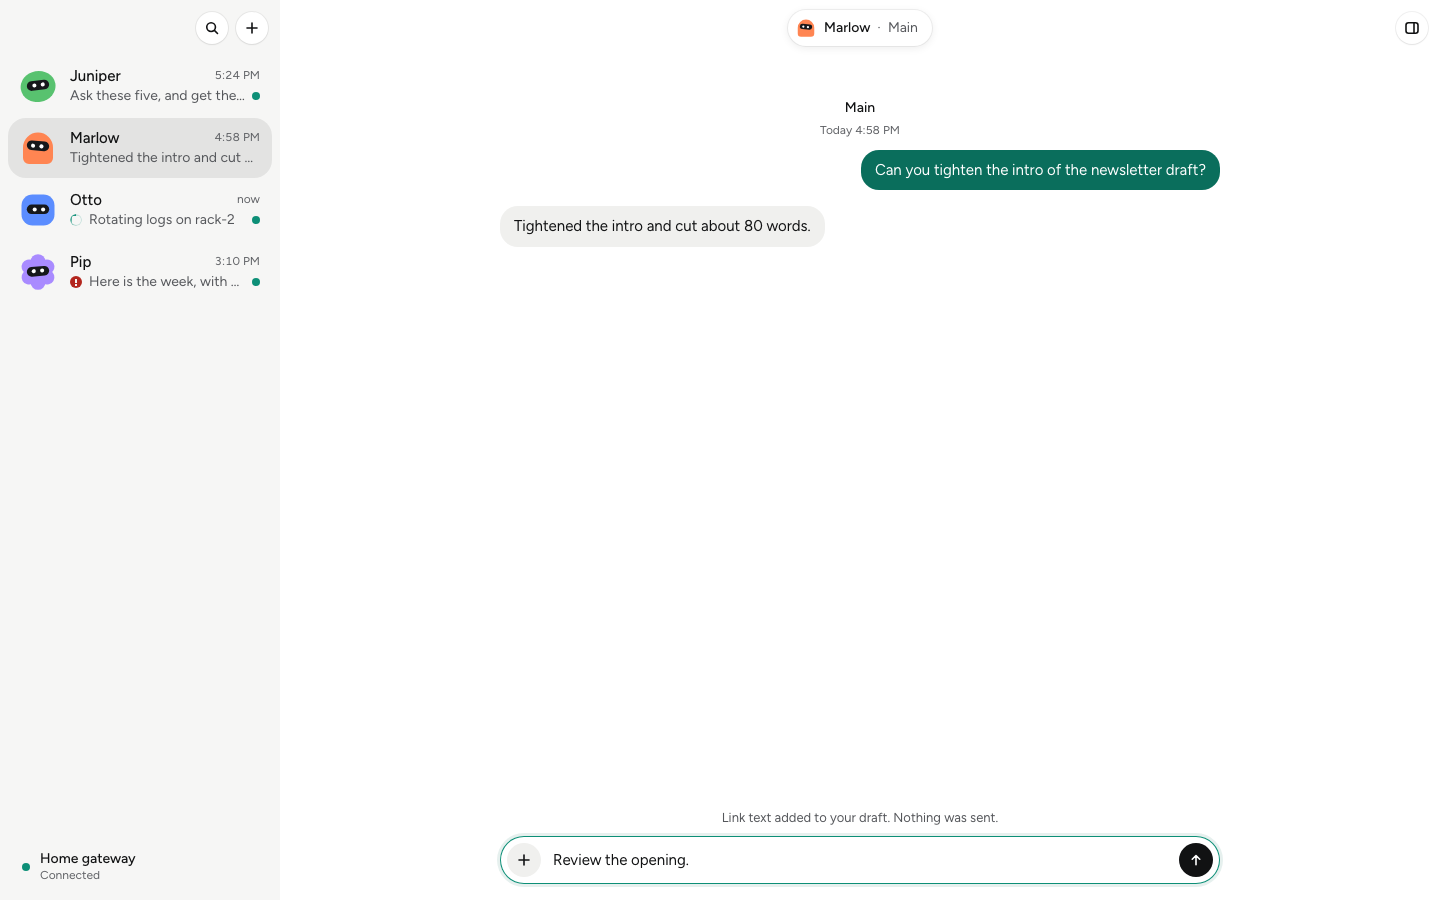 Juniper 5:24 PM
Ask these five, and get the...
Marlow 4:58 PM
Tightened the intro and cut ...
Otto now
Rotating logs on rack-2
Pip 3:10 PM
Here is the week, with ...
Home gateway
Connected
Marlow · Main
Main
Today 4:58 PM
Can you tighten the intro of the newsletter draft?
Tightened the intro and cut about 80 words.
Link text added to your draft. Nothing was sent.
Review the opening.